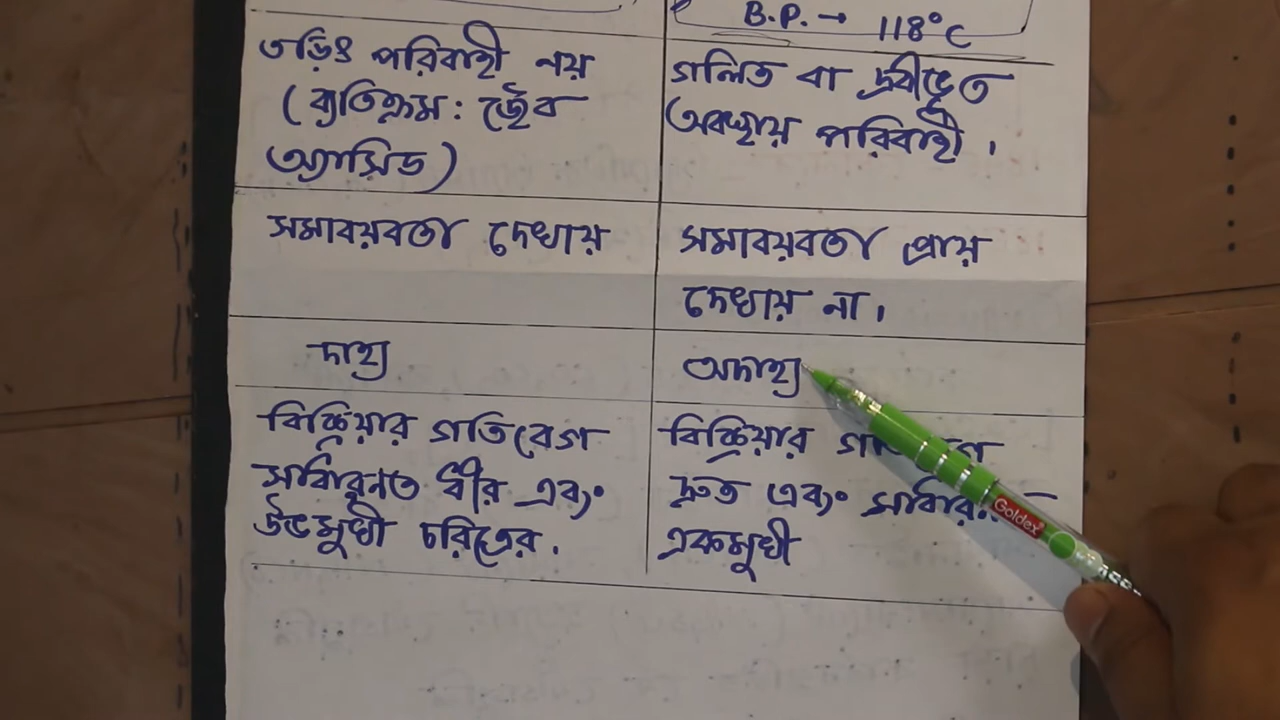 B.P. → 118°C
তড়িৎ পরিবাহী নয়
(ব্যতিক্রম: জৈব
অ্যাসিড)
গলিত বা দ্রবীভূত
অবস্থায় পরিবাহী।
সমাবয়বতা দেখায়
সমাবয়বতা প্রায়
দেখায় না।
দাহ্য
অদাহ্য
বিক্রিয়ার গতিবেগ
সাধারনত ধীর এবং
উভমুখী চরিত্রের.
বিক্রিয়ার
দ্রুত এবং
একমুখী
Goldex